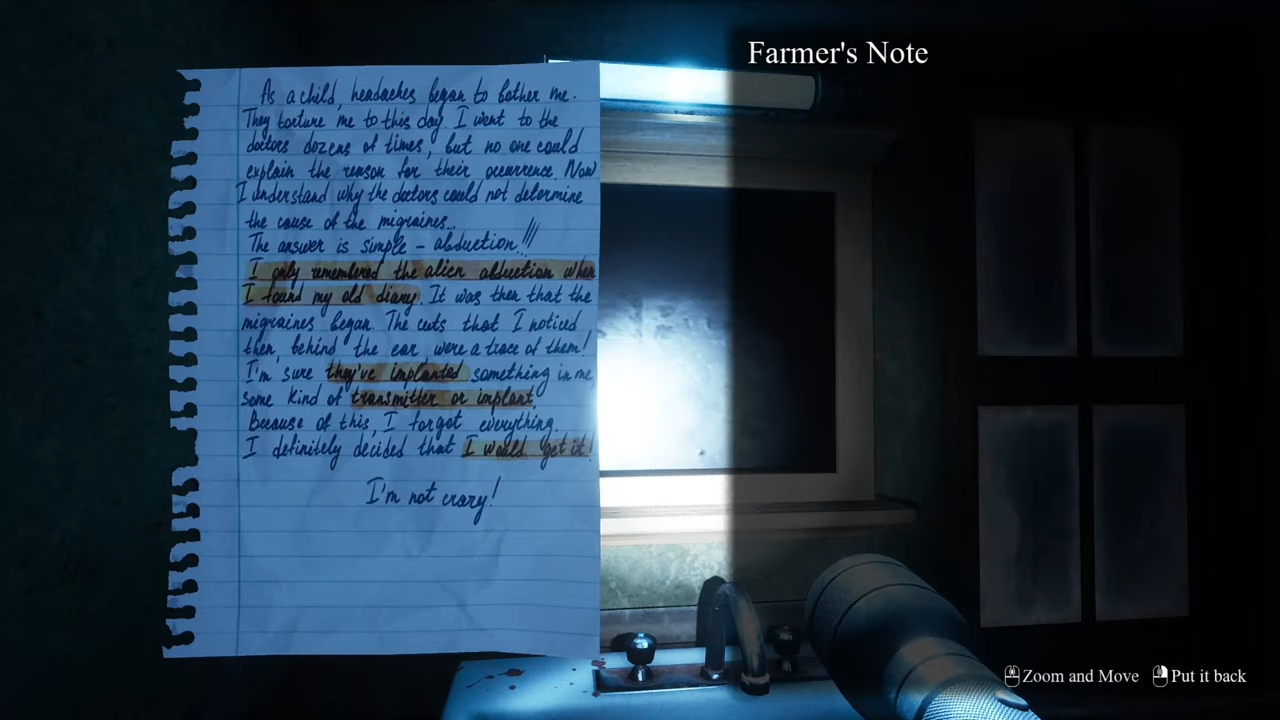 Farmer's Note
As a child, headaches began to bother me.
They torture me to this day. I went to the
doctors dozens of times, but no one could
explain the reason for their occurrence. Now
I understand why the doctors could not determine
the cause of the migraines...
The answer is simple – abduction!!!
I only remembered the alien abduction when
I found my old diary. It was then that the
migraines began. The cuts that I noticed
then, behind the ear, were a trace of them!
I'm sure they've implanted something in me,
some kind of transmitter or implant.
Because of this, I forgot everything.
I definitely decided that I would get it!
I'm not crazy!
Zoom and Move Put it back